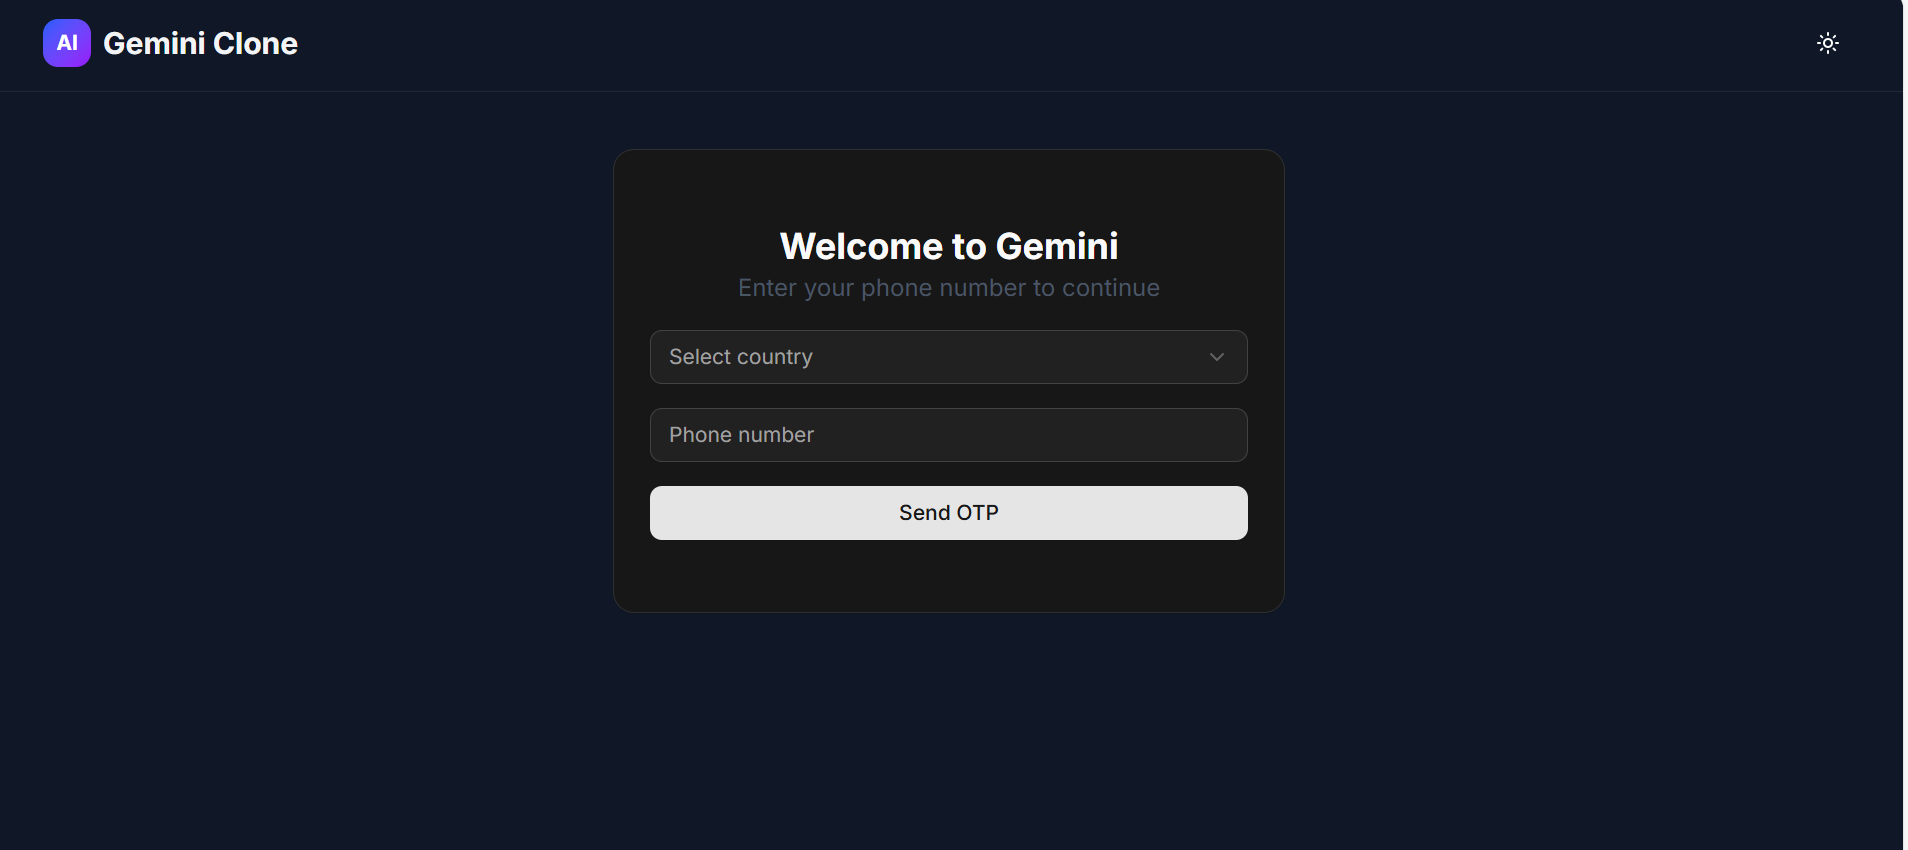 AI Gemini Clone
Welcome to Gemini
Enter your phone number to continue
Select country
Phone number
Send OTP